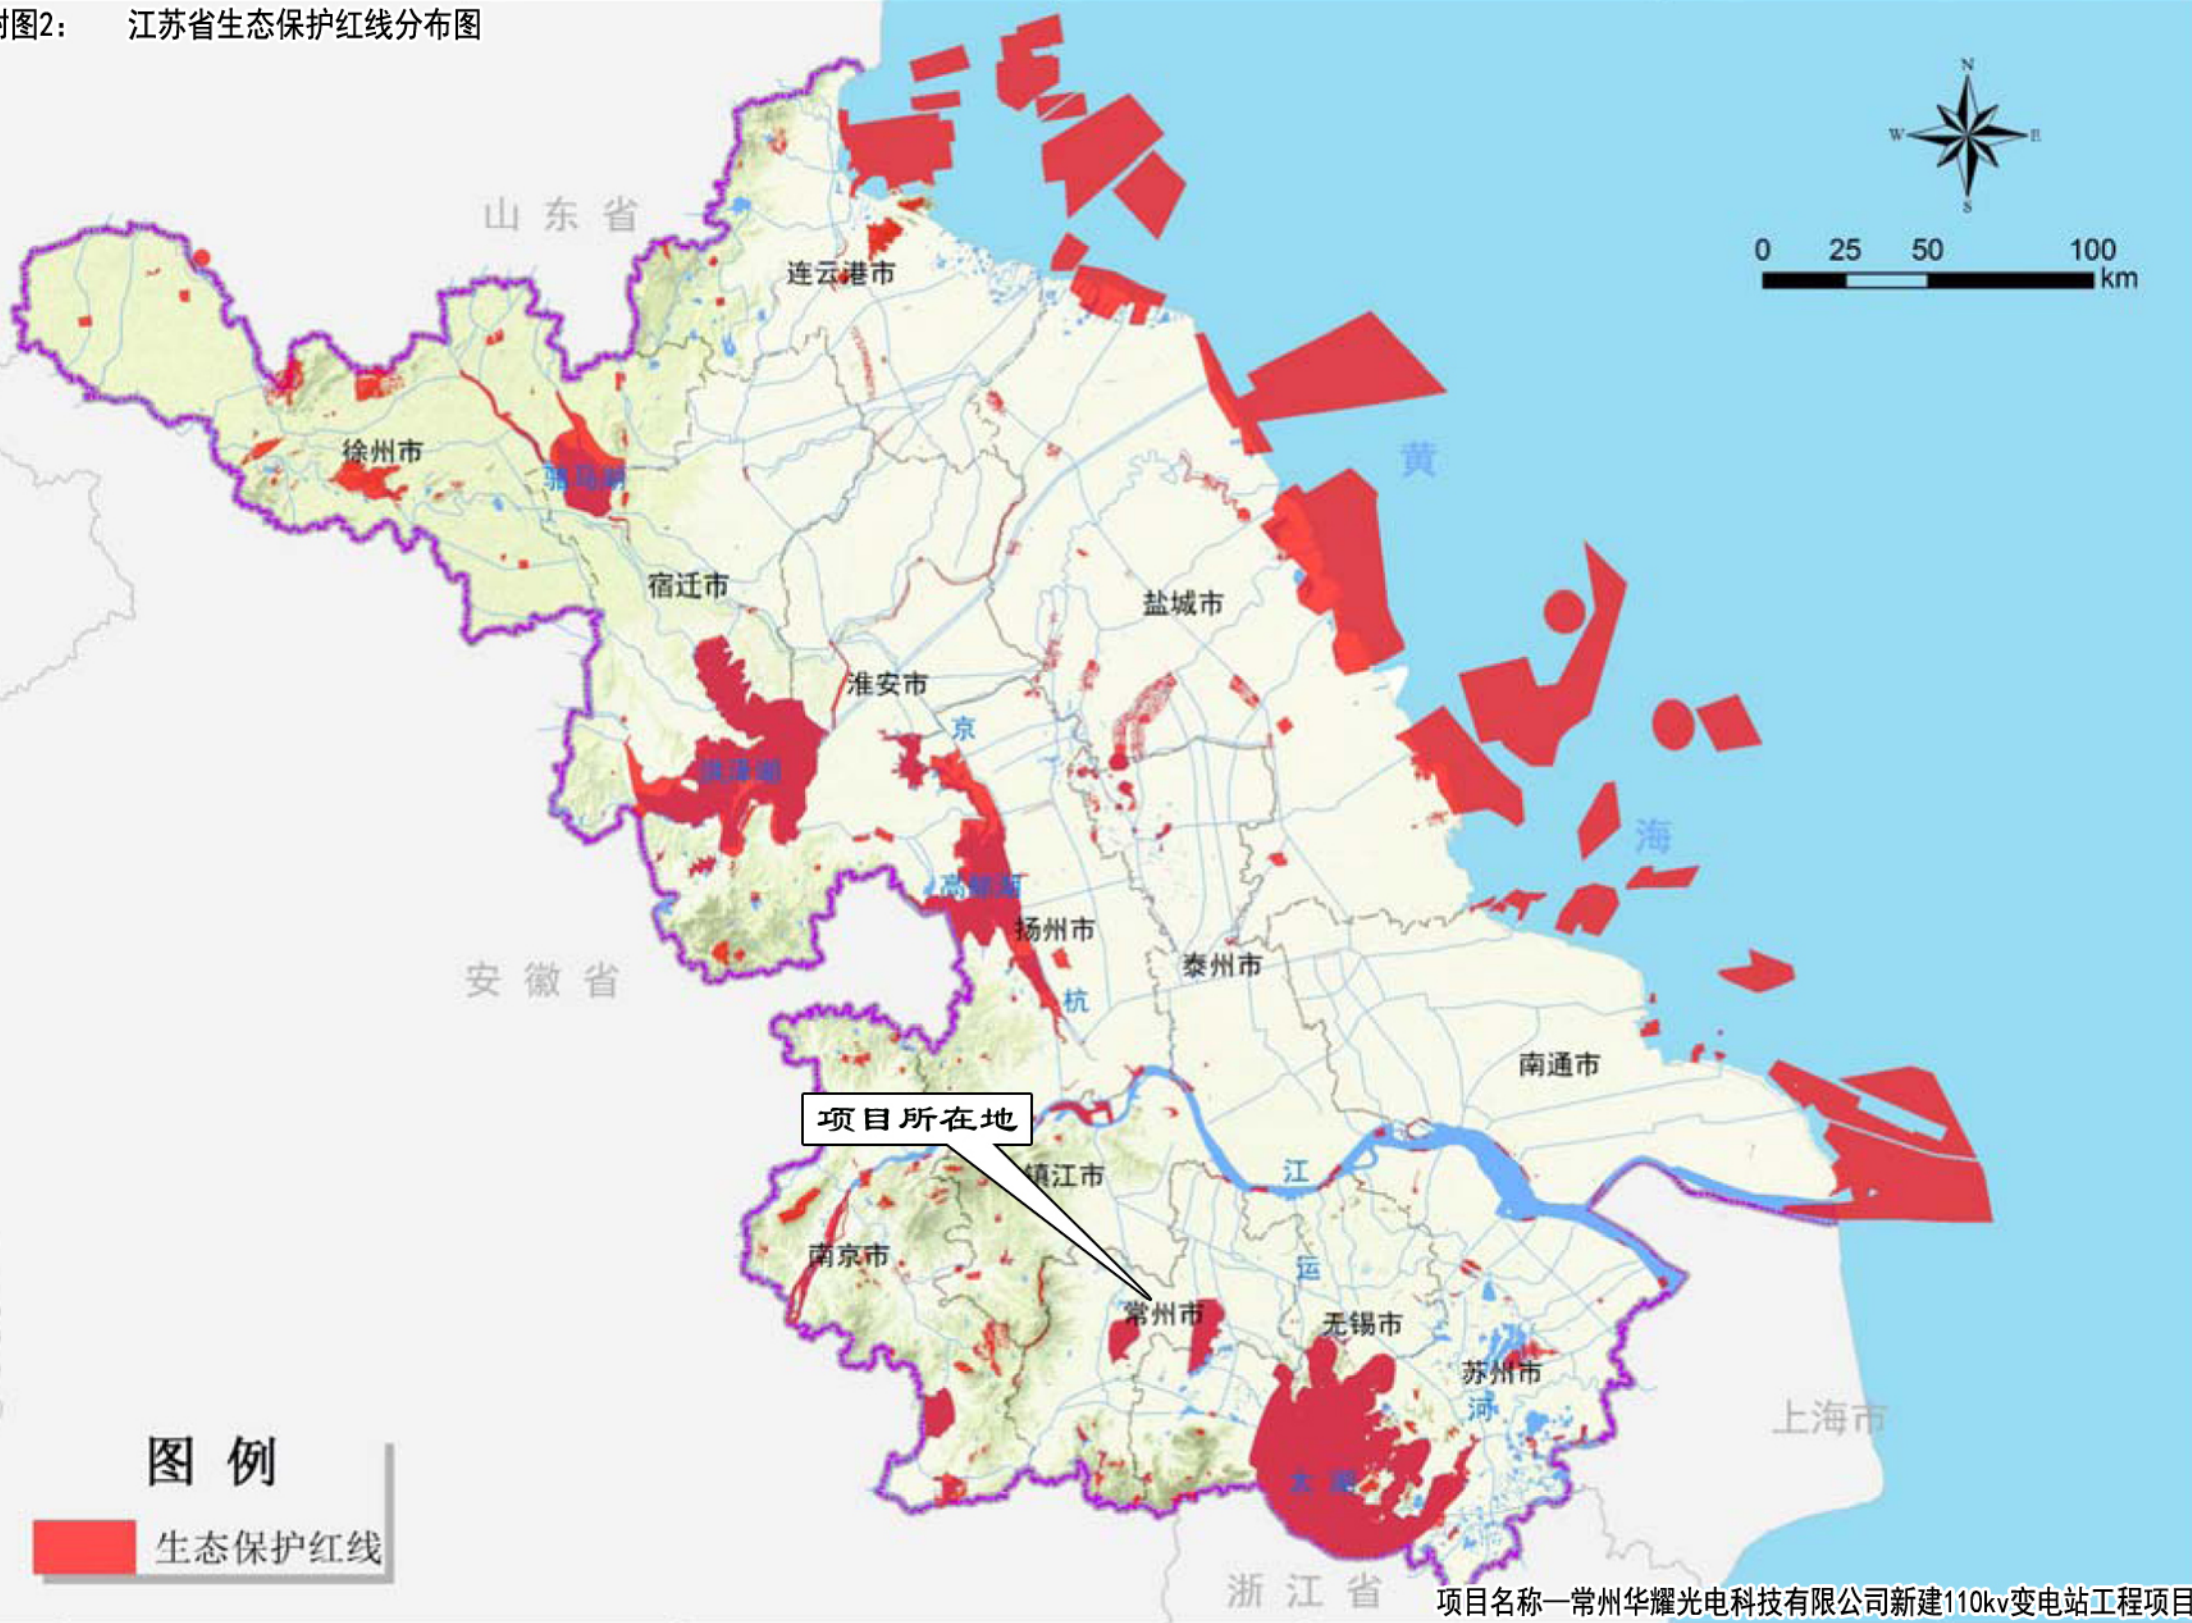 附图2: 江苏省生态保护红线分布图
N
W
E
S
0 25 50 100
km
山东省
连云港市
徐州市
骆马湖
黄
宿迁市
盐城市
淮安市
京
洪泽湖
海
高邮湖
扬州市
泰州市
安徽省
杭
南通市
项目所在地
镇江市
江
南京市
运
常州市
无锡市
苏州市
河
上海市
太湖
图例
生态保护红线
浙江省
项目名称—常州华耀光电科技有限公司新建110kv变电站工程项目